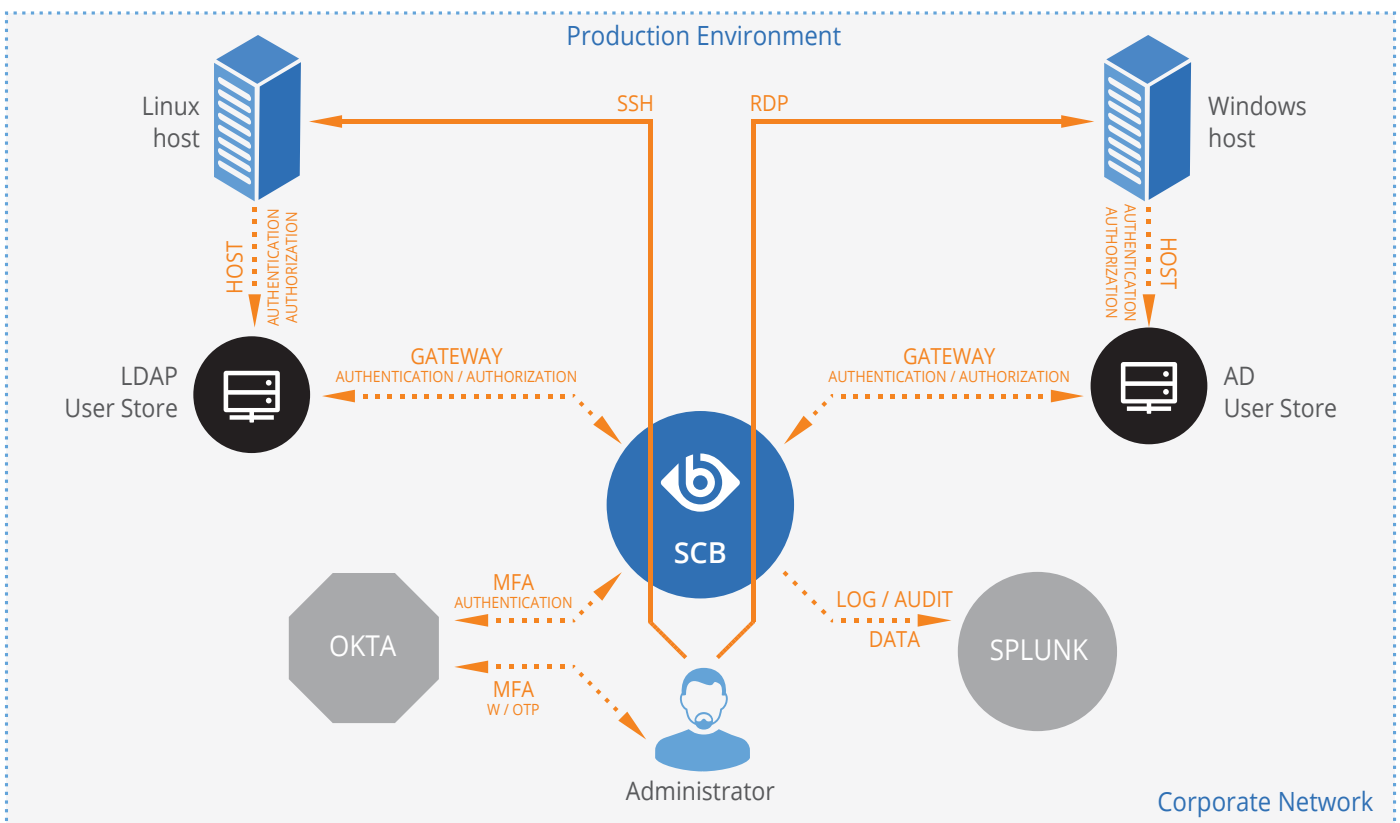 Production Environment
Linux
host
SSH
RDP
Windows
host
HOST
AUTHENTICATION
AUTHORIZATION
AUTHENTICATION
AUTHORIZATION
HOST
LDAP
User Store
GATEWAY
AUTHENTICATION / AUTHORIZATION
GATEWAY
AUTHENTICATION / AUTHORIZATION
AD
User Store
b
SCB
OKTA
MFA
AUTHENTICATION
MFA
W / OTP
LOG / AUDIT
DATA
SPLUNK
Administrator
Corporate Network